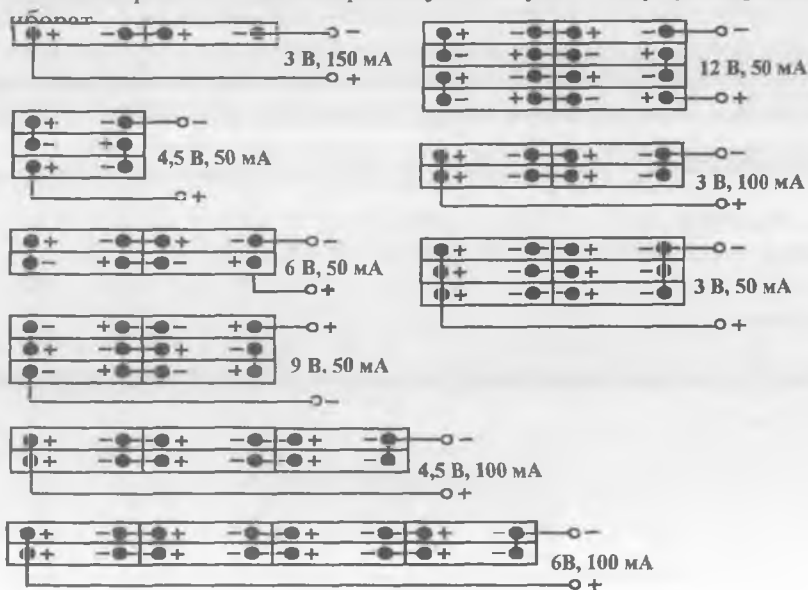 3 В, 150 мА
4,5 В, 50 мА
6 В, 50 мА
9 В. 50 мА
4,5 В, 100 мА
6В, 100 мА
12 В, 50 мА
3 В, 100 мА
3 В, 50 мА